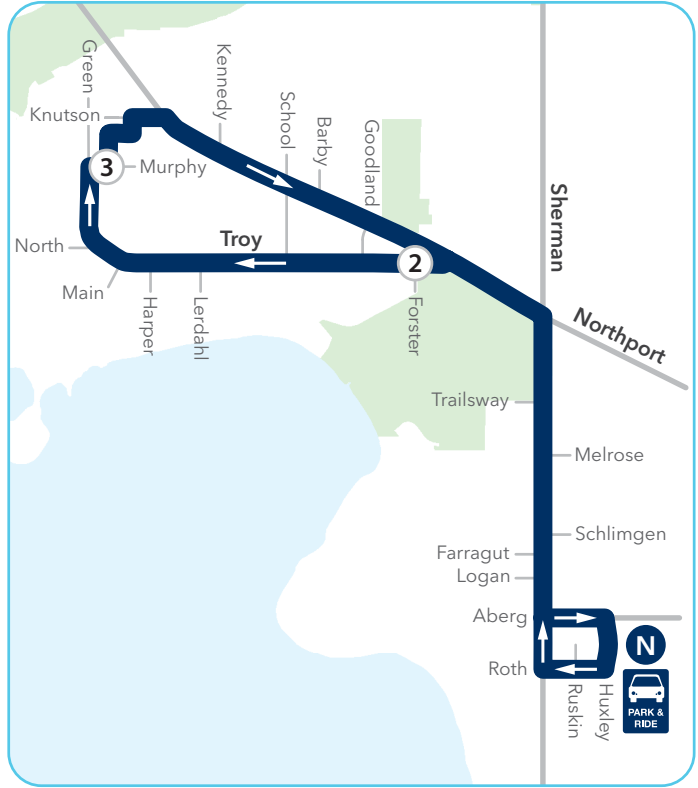 Green
Knutson
Kennedy
School
Barby
Goodland
3
Murphy
Sherman
North
Troy
2
Main
Harper
Lerdahl
Forster
Northport
Trailsway
Melrose
Schlimgen
Farragut
Logan
Aberg
N
Roth
Ruskin
Huxley
PARK &
RIDE